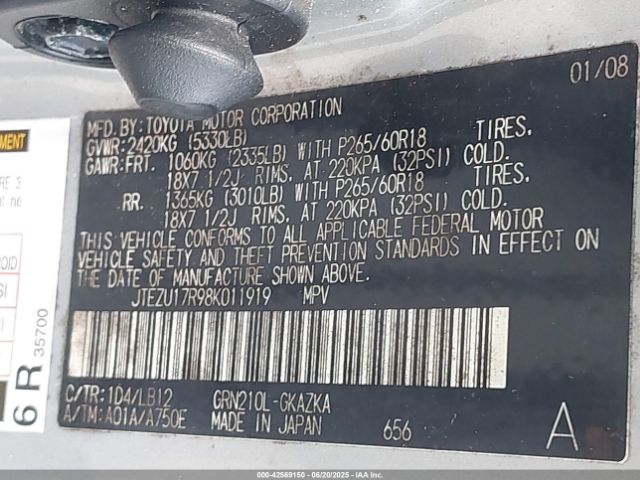 01/08
MFD. BY: TOYOTA MOTOR CORPORATION
GVWR: 2420KG (5330LB)
GAWR: FRT. 1060KG (2335LB) WITH P265/60R18 TIRES,
18X7 1/2J RIMS, AT 220KPA (32PSI) COLD.
RR. 1365KG (3010LB) WITH P265/60R18 TIRES,
18X7 1/2J RIMS, AT 220KPA (32PSI) COLD.
THIS VEHICLE CONFORMS TO ALL APPLICABLE FEDERAL MOTOR
VEHICLE SAFETY AND THEFT PREVENTION STANDARDS IN EFFECT ON
THE DATE OF MANUFACTURE SHOWN ABOVE.
JTEZU17R98K011919 MPV
C/TR: 1D4/LB12 GRN210L-GKAZKA
A/TM: A01A/A750E MADE IN JAPAN 656 A
6R
35700
000-42569150 - 06/20/2025 - IAAI.COM